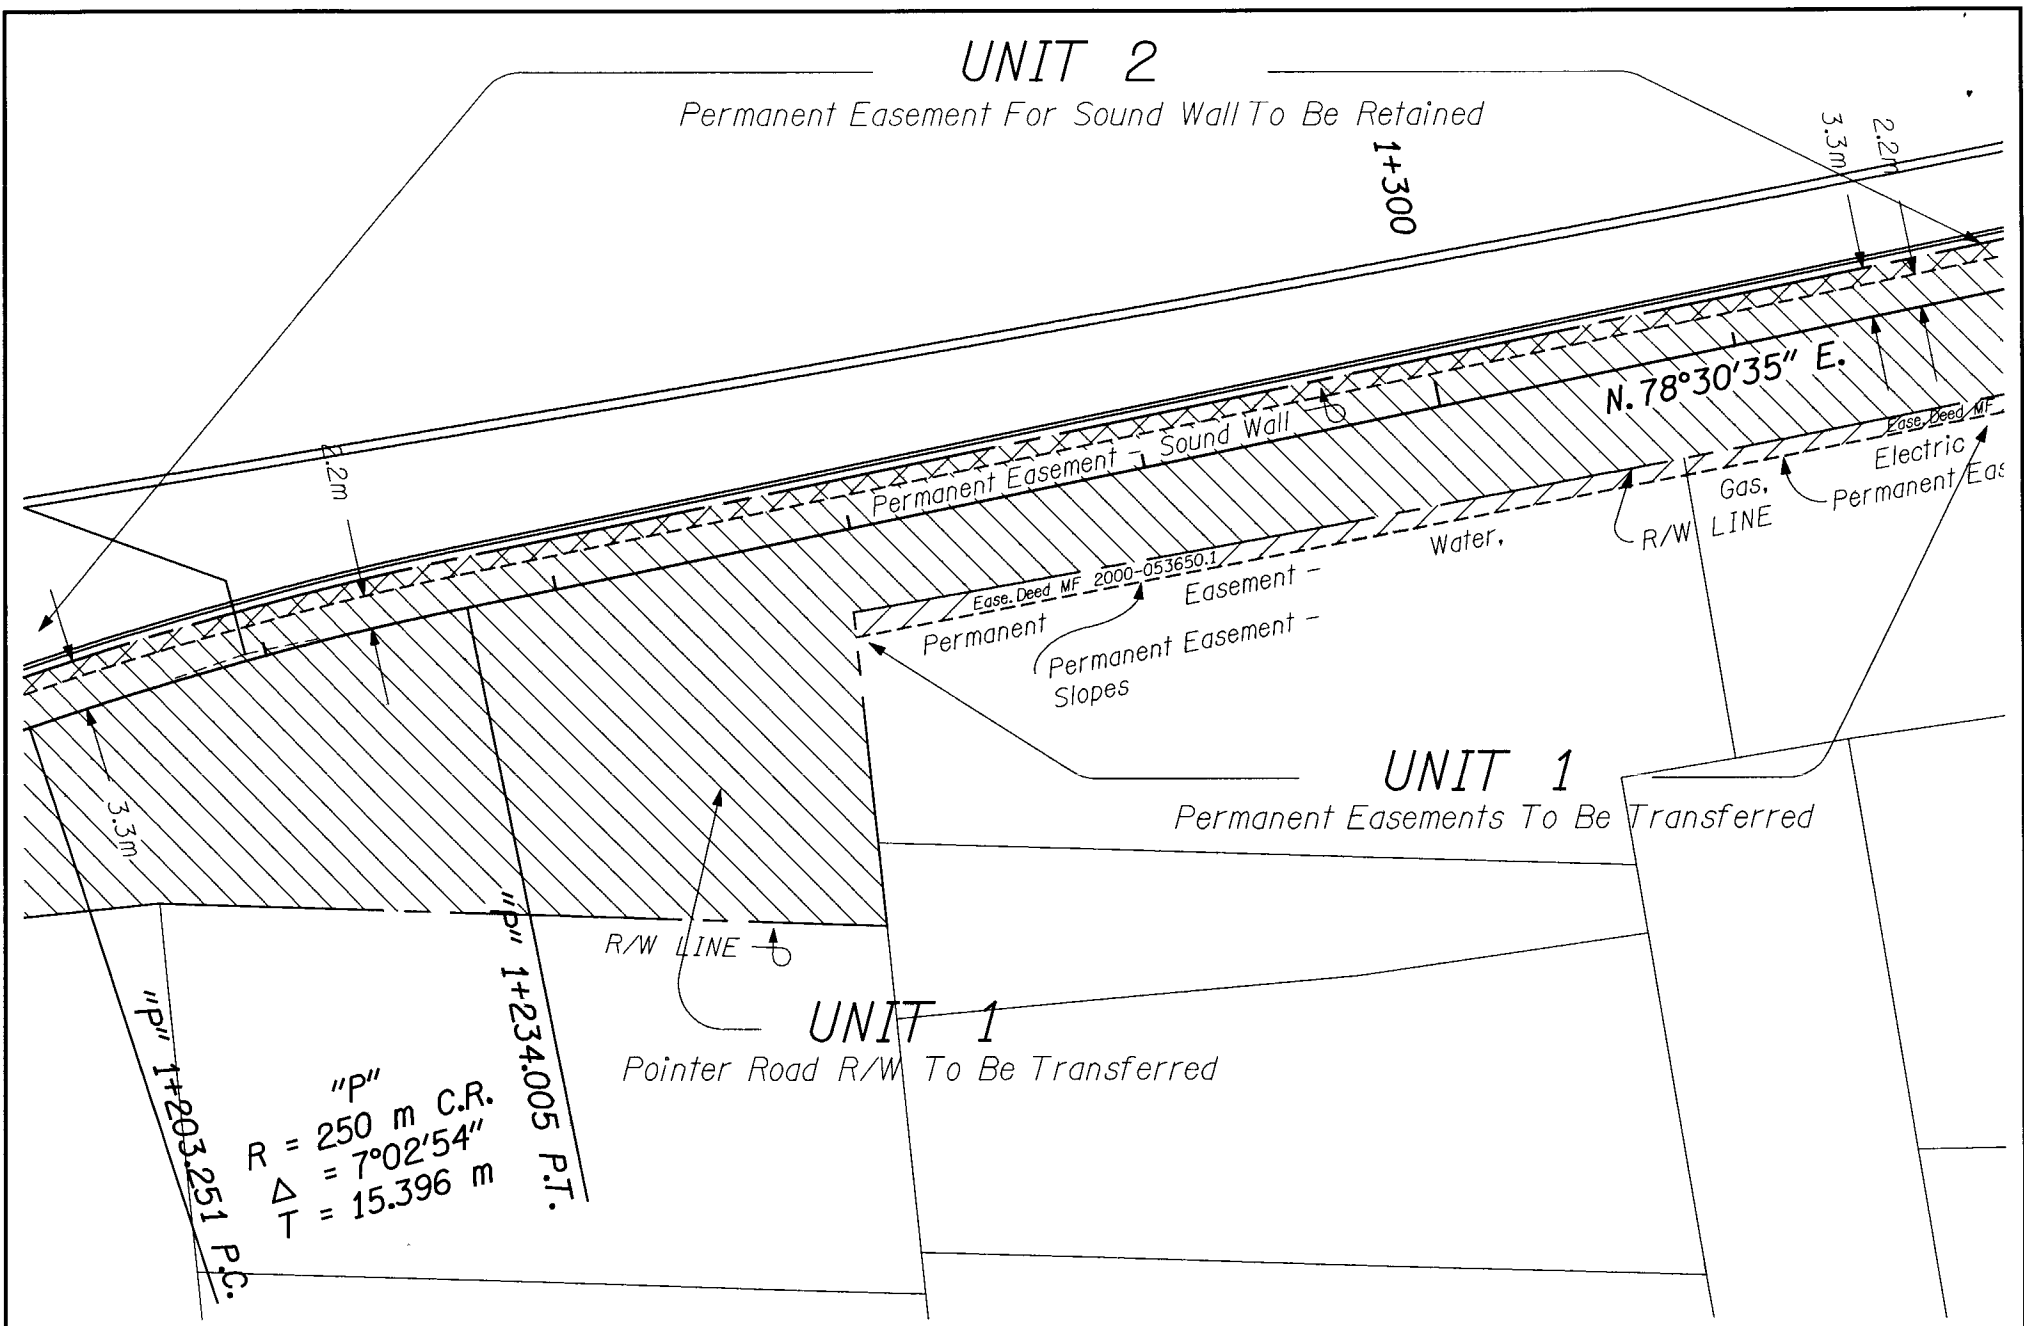 UNIT 2
Permanent Easement For Sound Wall To Be Retained
1+300
3.3m
2.2m
N. 78°30'35" E.
.2m
Permanent Easement - Sound Wall
Ease. Deed MF
Electric
Permanent Eas
Gas,
R/W LINE
Water,
Ease. Deed MF 2000-053650.1
Easement -
Permanent
Permanent Easement -
Slopes
UNIT 1
Permanent Easements To Be Transferred
3.3m
R/W LINE
UNIT 1
Pointer Road R/W To Be Transferred
"P" 1+203.251 P.C.
"P" 1+234.005 P.T.
"P"
R = 250 m C.R.
Δ = 7°02'54"
T = 15.396 m